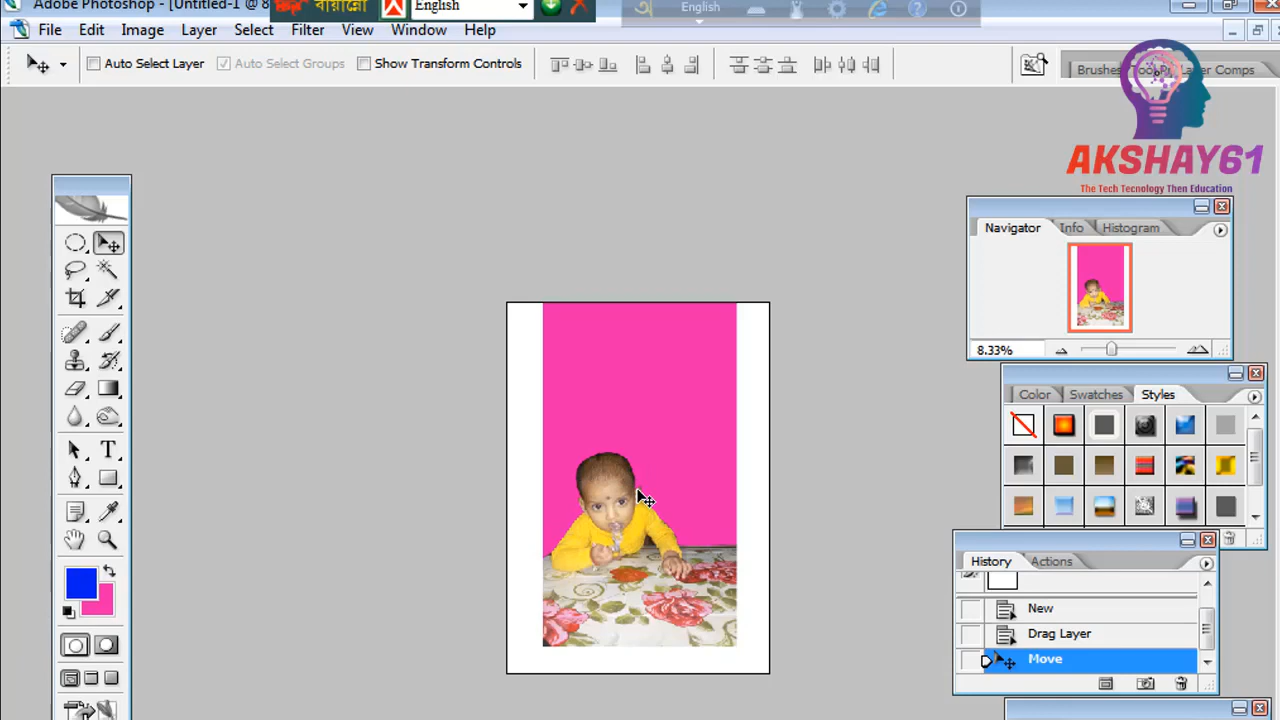 Adobe Photoshop - [Untitled-1 @ 8
বায়ান্নো
English
English
File Edit Image Layer Select Filter View Window Help
Auto Select Layer Auto Select Groups Show Transform Controls
Brushes Layer Comps
AKSHAY61
The Tech Tecnology Then Education
Navigator Info Histogram
8.33%
Color Swatches Styles
History Actions
New
Drag Layer
Move